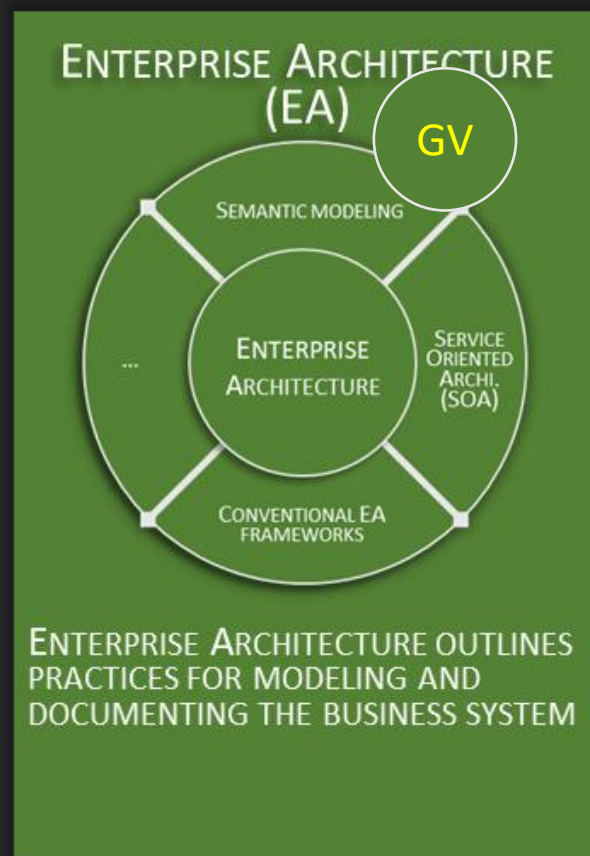 ENTERPRISE ARCHITECTURE
(EA)
GV
SEMANTIC MODELING
...
ENTERPRISE
ARCHITECTURE
SERVICE
ORIENTED
ARCHI.
(SOA)
CONVENTIONAL EA
FRAMEWORKS
ENTERPRISE ARCHITECTURE OUTLINES
PRACTICES FOR MODELING AND
DOCUMENTING THE BUSINESS SYSTEM